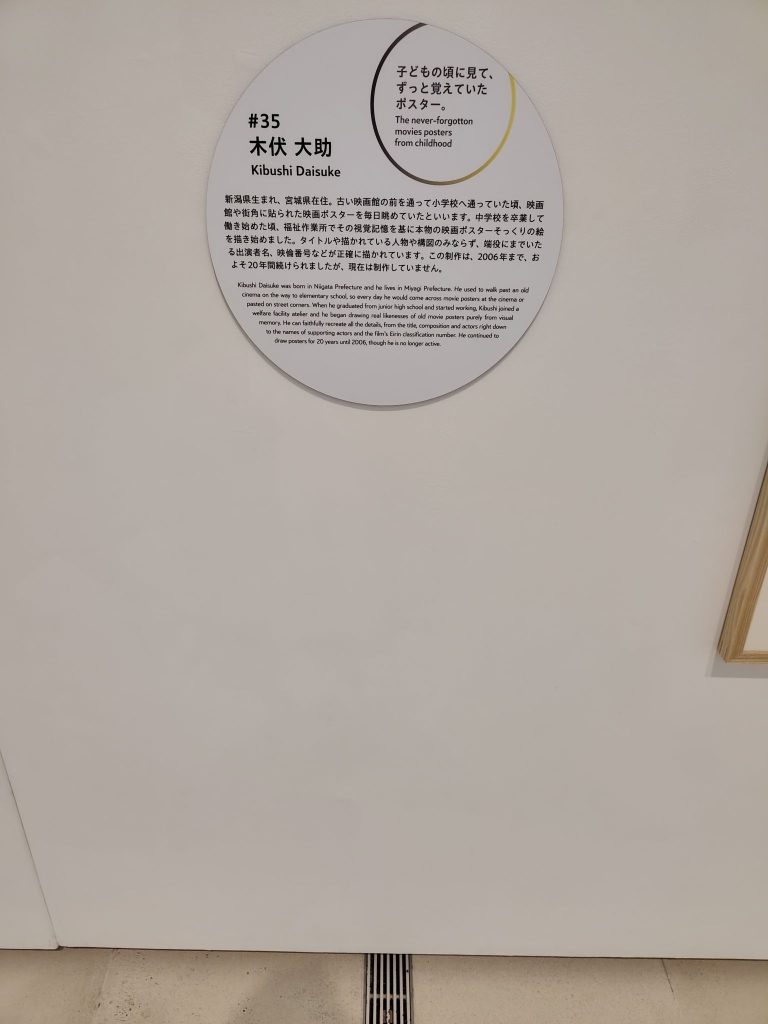 子どもの頃に見て、
ずっと覚えていた
ポスター。
The never-forgotton
movies posters
from childhood
#35
木伏 大助
Kibushi Daisuke
新潟県生まれ、宮城県在住。古い映画館の前を通って小学校へ通っていた頃、映画
館や街角に貼られた映画ポスターを毎日眺めていたといいます。中学校を卒業して
働き始めた頃、福祉作業所でその視覚記憶を基に本物の映画ポスターそっくりの絵
を描き始めました。タイトルや描かれている人物や構図のみならず、端役にまでいた
る出演者名、映倫番号などが正確に描かれています。この制作は、2006年まで、お
よそ20年間続けられましたが、現在は制作していません。
Kibushi Daisuke was born in Niigata Prefecture and he lives in Miyagi Prefecture. He used to walk past an old
cinema on the way to elementary school, so every day he would come across movie posters at the cinema or
pasted on street corners. When he graduated from junior high school and started working, Kibushi joined a
welfare facility atelier and he began drawing real likenesses of old movie posters purely from visual
memory. He can faithfully recreate all the details, from the title, composition and actors right down
to the names of supporting actors and the film's Eirin classification number. He continued to
draw posters for 20 years until 2006, though he is no longer active.